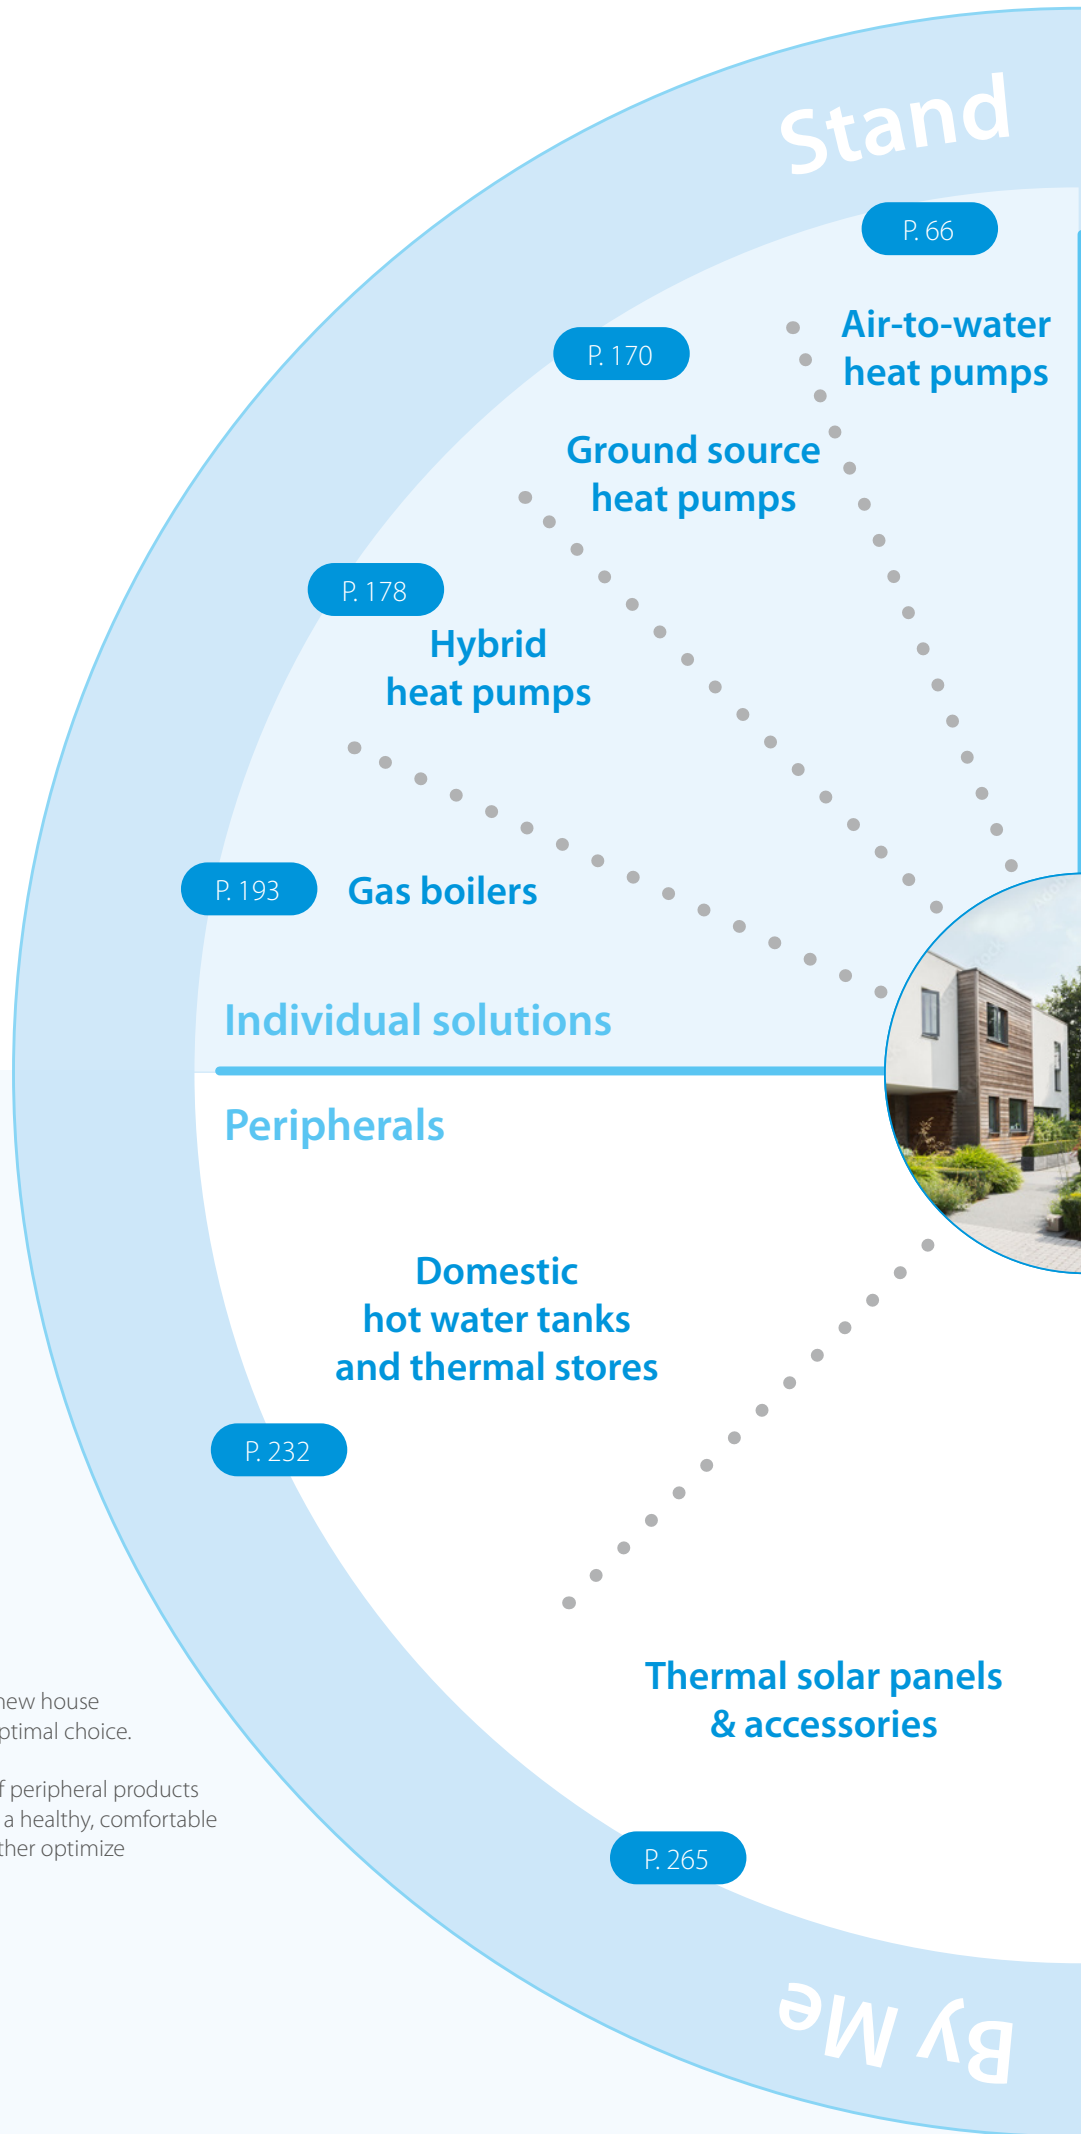 Stand
P. 66
Air-to-water
heat pumps
P. 170
Ground source
heat pumps
P. 178
Hybrid
heat pumps
P. 193
Gas boilers
Individual solutions
Peripherals
Domestic
hot water tanks
and thermal stores
P. 232
Thermal solar panels
& accessories
P. 265
new house
ptimal choice.
f peripheral products
a healthy, comfortable
ther optimize
By Me